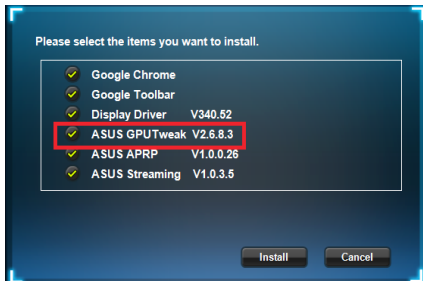 Please select the items you want to install.
Google Chrome
Google Toolbar
Display Driver V340.52
ASUS GPUTweak V2.6.8.3
ASUS APRP V1.0.0.26
ASUS Streaming V1.0.3.5
Install Cancel